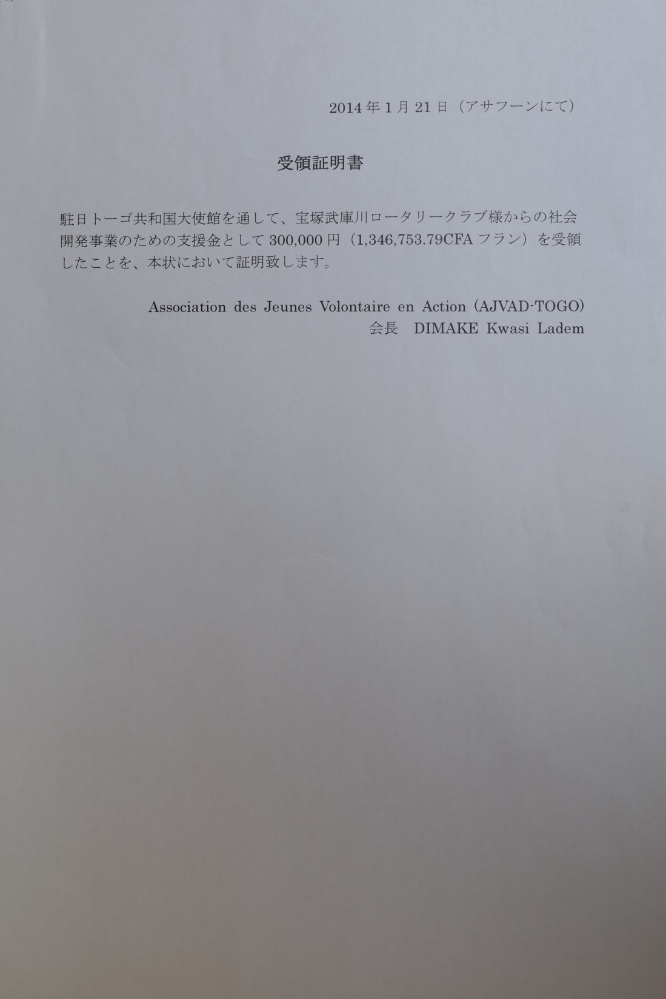 2014年1月21日（アサフーンにて）
受領証明書
駐日トーゴ共和国大使館を通して、宝塚武庫川ロータリークラブ様からの社会
開発事業のための支援金として300,000円（1,346,753.79CFAフラン）を受領
したことを、本状において証明致します。
Association des Jeunes Volontaire en Action (AJVAD-TOGO)
会長　DIMAKE Kwasi Ladem